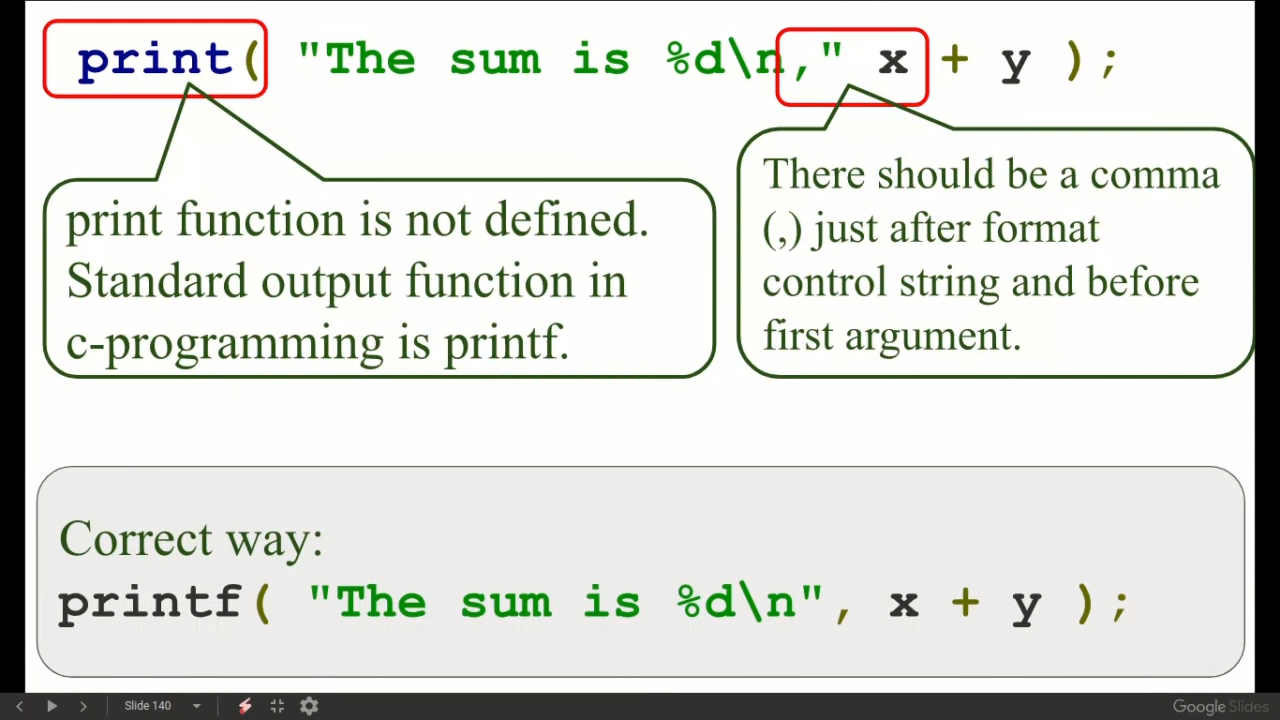 print( "The sum is %d\n," x + y );
print function is not defined.
Standard output function in
c-programming is printf.
There should be a comma
(,) just after format
control string and before
first argument.
Correct way:
printf( "The sum is %d\n", x + y );
Slide 140
Google Slides